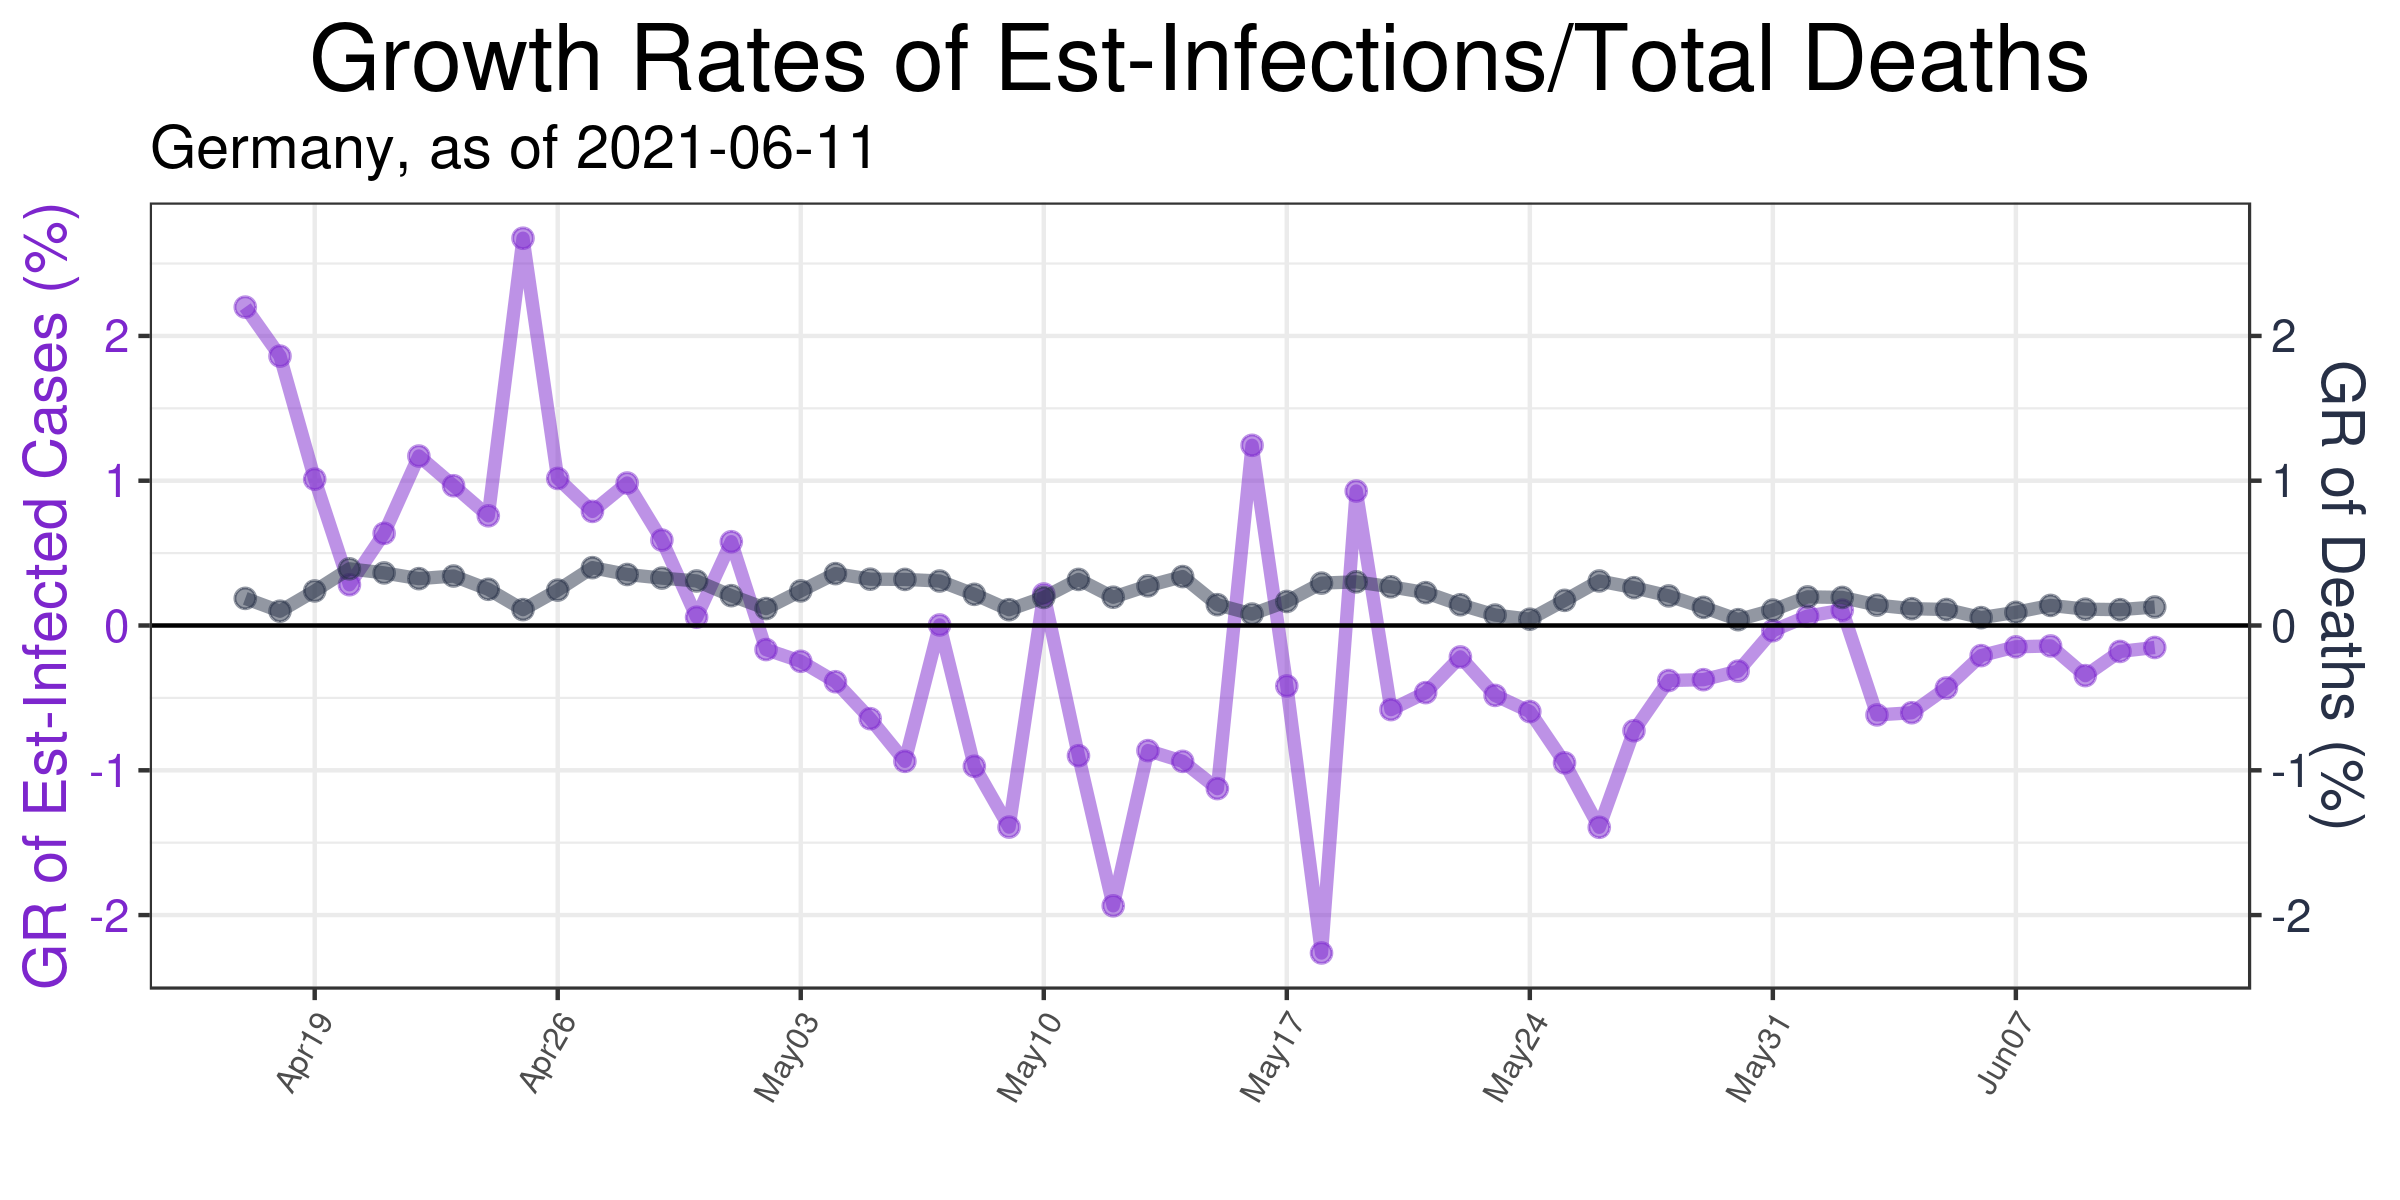 Growth Rates of Est-Infections/Total Deaths
Germany, as of 2021-06-11
GR of Est-Infected Cases (%)
2
1
0
-1
-2
2
1
0
-1
-2
GR of Deaths (%)
Apr19
Apr26
May03
May10
May17
May24
May31
Jun07